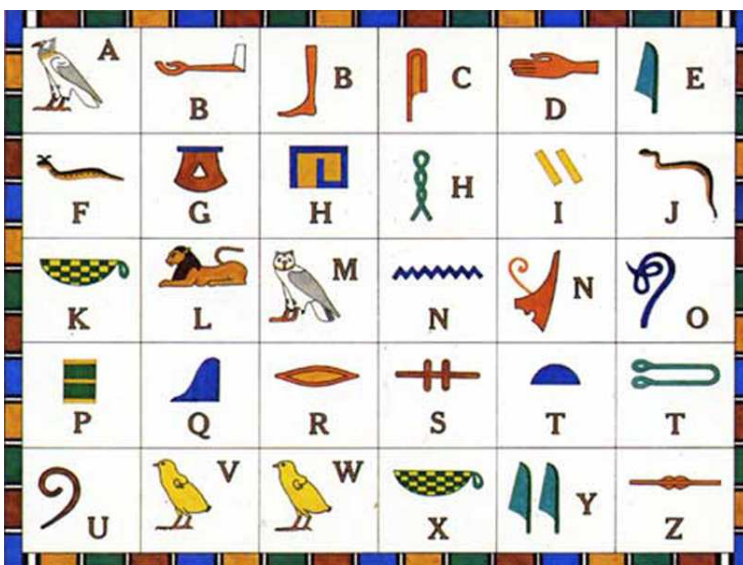 A B B C D E
F G H H I J
K L M N N O
P Q R S T T
U V W X Y Z